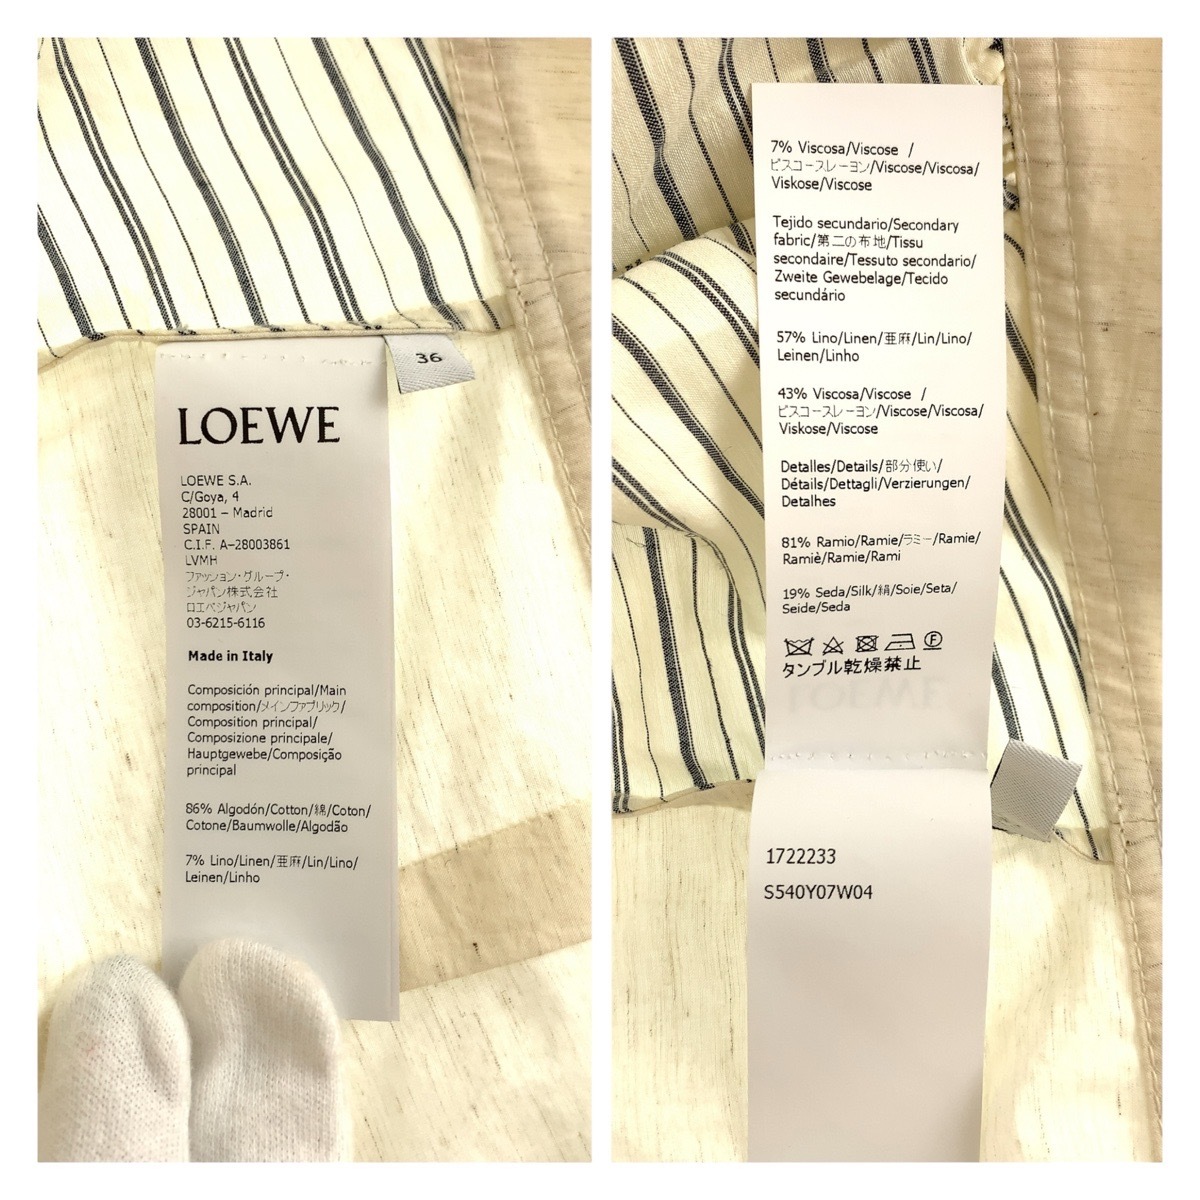 36
LOEWE
LOEWE S.A.
C/Goya, 4
28001 – Madrid
SPAIN
C.I.F. A–28003861
LVMH
ファッション・グループ・
ジャパン株式会社
ロエベジャパン
03-6215-6116
Made in Italy
Composición principal/Main
composition/メインファブリック/
Composition principal/
Composizione principale/
Hauptgewebe/Composição
principal
86% Algodón/Cotton/綿/Coton/
Cotone/Baumwolle/Algodão
7% Lino/Linen/亜麻/Lin/Lino/
Leinen/Linho
7% Viscosa/Viscose /
ビスコースレーヨン/Viscose/Viscosa/
Viskose/Viscose
Tejido secundario/Secondary
fabric/第二の布地/Tissu
secondaire/Tessuto secondario/
Zweite Gewebelage/Tecido
secundário
57% Lino/Linen/亜麻/Lin/Lino/
Leinen/Linho
43% Viscosa/Viscose /
ビスコースレーヨン/Viscose/Viscosa/
Viskose/Viscose
Detalles/Details/部分使い/
Détails/Dettagli/Verzierungen/
Detalhes
81% Ramio/Ramie/ラミー/Ramie/
Ramiè/Ramie/Rami
19% Seda/Silk/絹/Soie/Seta/
Seide/Seda
F
タンブル乾燥禁止
LOEWE
1722233
S540Y07W04